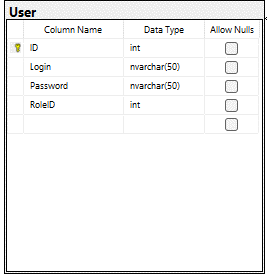 User
Column Name Data Type Allow Nulls
ID int
Login nvarchar(50)
Password nvarchar(50)
RoleID int